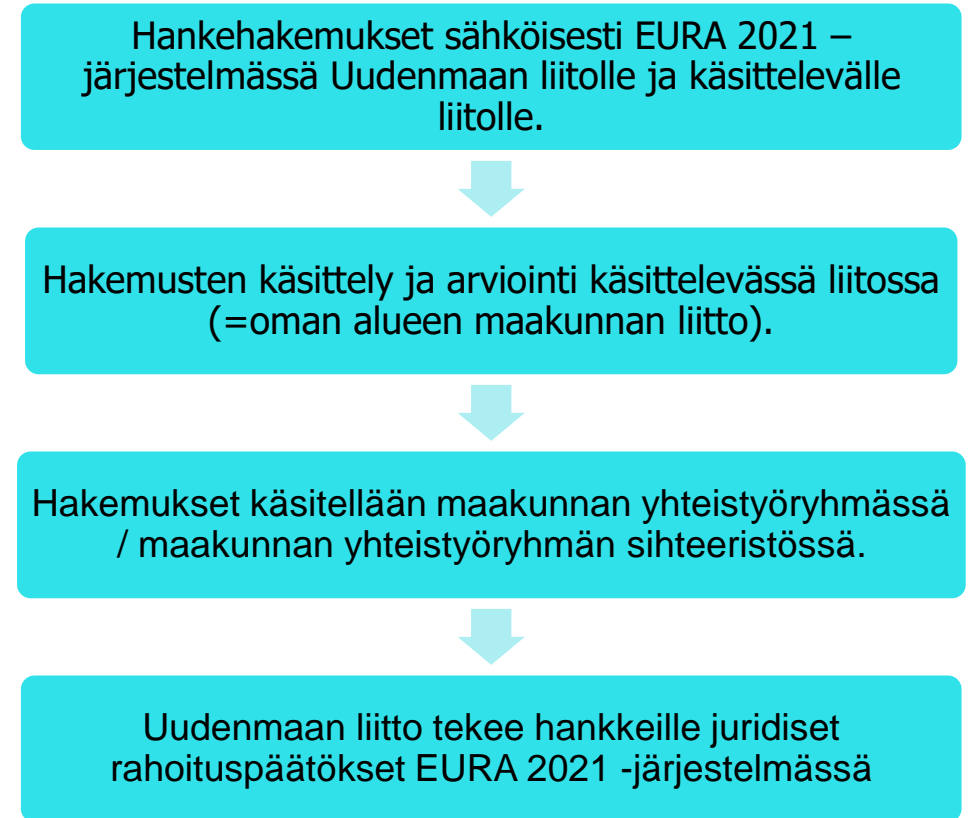 Hankehakemukset sähköisesti EURA 2021 –
järjestelmässä Uudenmaan liitolle ja käsittelevälle
liitolle.
Hakemusten käsittely ja arviointi käsittelevässä liitossa
(=oman alueen maakunnan liitto).
Hakemukset käsitellään maakunnan yhteistyöryhmässä
/ maakunnan yhteistyöryhmän sihteeristössä.
Uudenmaan liitto tekee hankkeille juridiset
rahoituspäätökset EURA 2021 -järjestelmässä